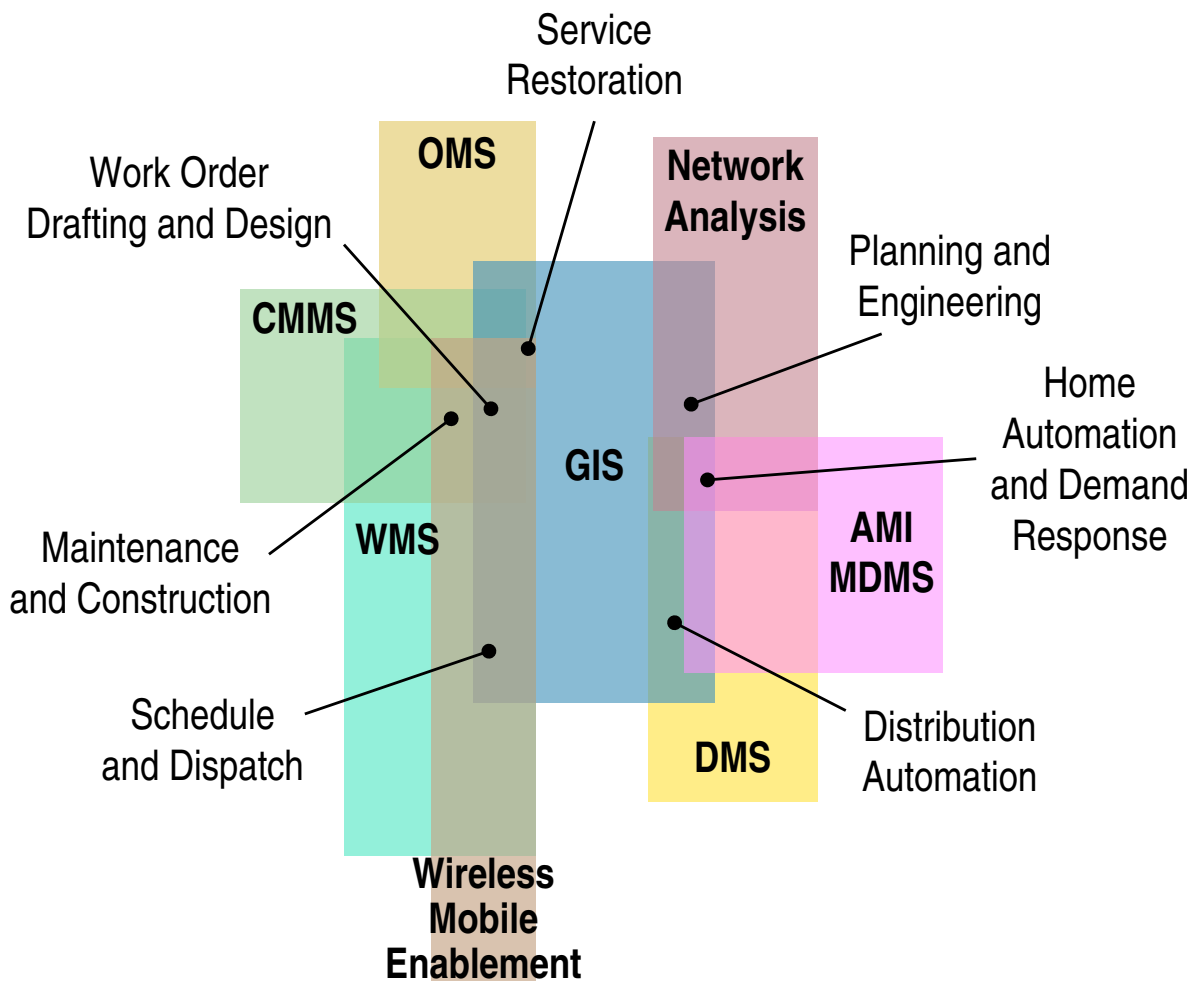 Service
Restoration
OMS
Network
Analysis
Work Order
Drafting and Design
Planning and
Engineering
CMMS
Home
Automation
and Demand
Response
GIS
WMS
AMI
MDMS
Maintenance
and Construction
Schedule
and Dispatch
DMS
Distribution
Automation
Wireless
Mobile
Enablement